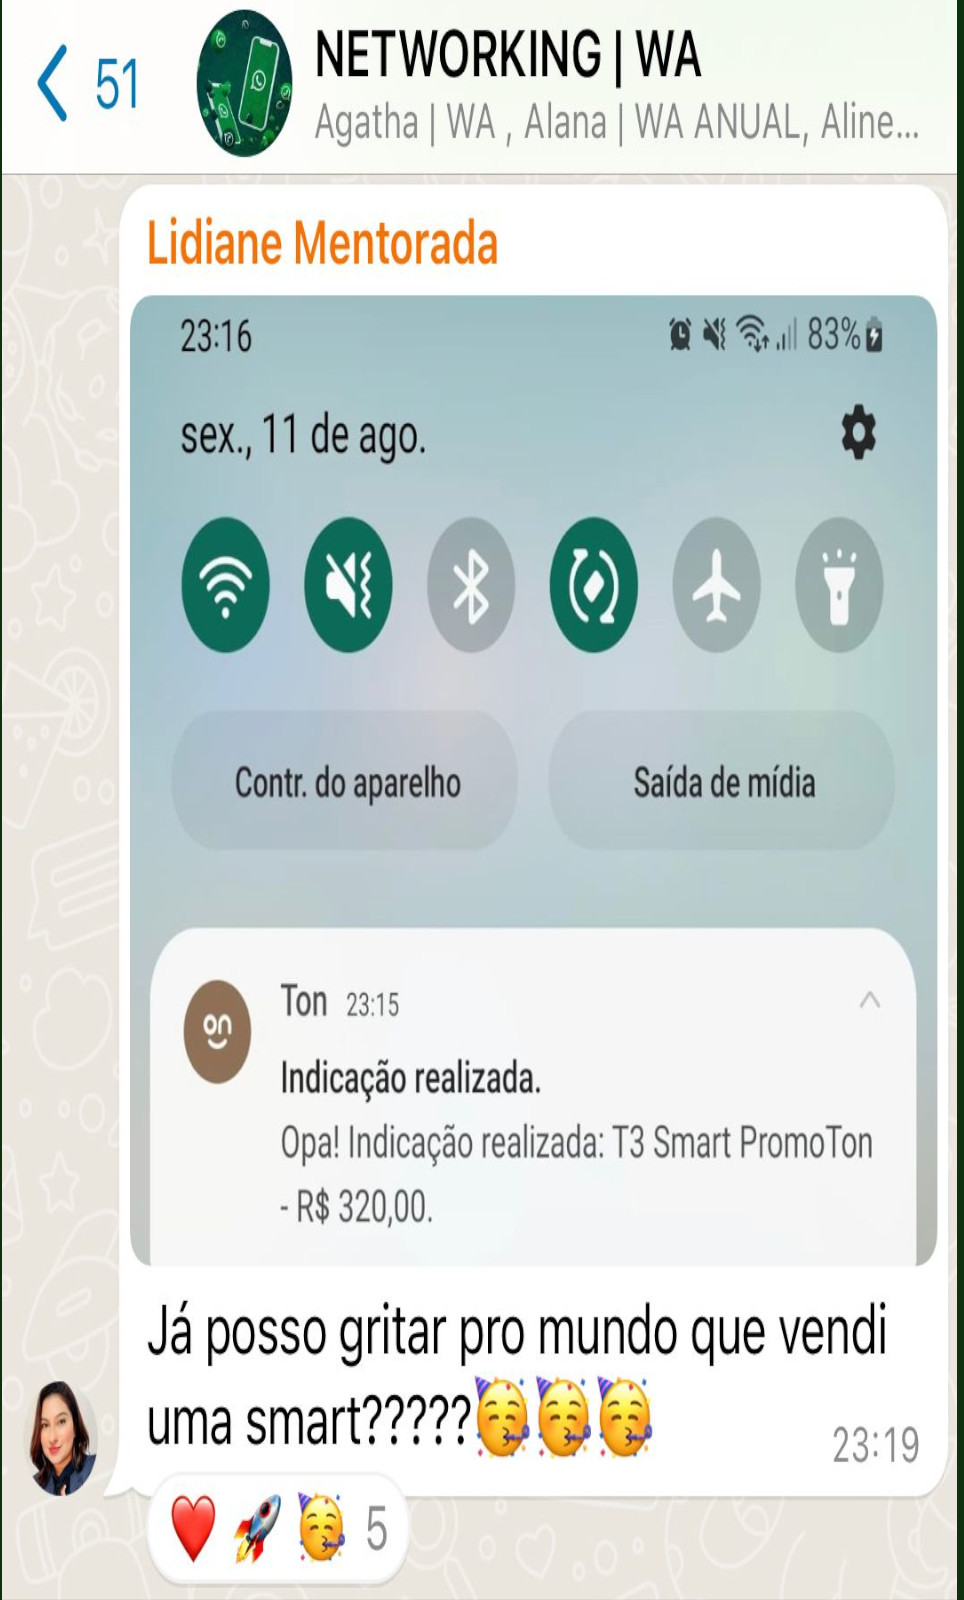 51
NETWORKING | WA
Agatha | WA , Alana | WA ANUAL, Aline...
Lidiane Mentorada
23:16
83%
sex., 11 de ago.
Contr. do aparelho
Saída de mídia
on
Ton 23:15
Indicação realizada.
Opa! Indicação realizada: T3 Smart PromoTon
- R$ 320,00.
Já posso gritar pro mundo que vendi
uma smart?????🥳🥳🥳
23:19
❤️🚀🥳 5